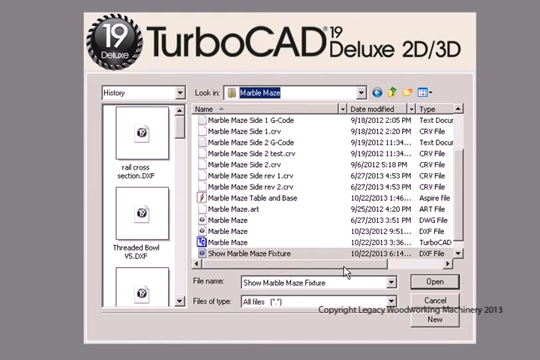 19
Deluxe
TurboCAD® 19
Deluxe 2D/3D
History
Look in: Marble Maze
Name Date modified Type
Marble Maze Side 1 G-Code 9/18/2012 2:05 PM Text Docur
Marble Maze Side 1.crv 9/18/2012 2:04 PM CRV File
Marble Maze Side 2 G-Code 9/19/2012 11:34... Text Docur
Marble Maze Side 2 test.crv 9/19/2012 11:34... CRV File
Marble Maze Side 2.crv 9/6/2012 5:18 PM CRV File
Marble Maze Side rev 1.crv 6/27/2013 4:53 PM CRV File
Marble Maze Side rev 2.crv 6/27/2013 4:53 PM CRV File
Marble Maze Table and Base 10/22/2013 1:46... Aspire file
Marble Maze.art 9/25/2012 4:20 PM ART File
Marble Maze 6/27/2013 3:51 PM DWG File
Marble Maze 10/23/2012 9:51... DXF File
Marble Maze 10/22/2013 3:36... TurboCAD
Show Marble Maze Fixture 10/22/2013 6:14... DXF File
rail cross
section.DXF
Threaded Bowl
V5.DXF
File name: Show Marble Maze Fixture Open
Files of type: All files (*.*) Cancel
Copyright Legacy Woodworking Machinery 2013
New